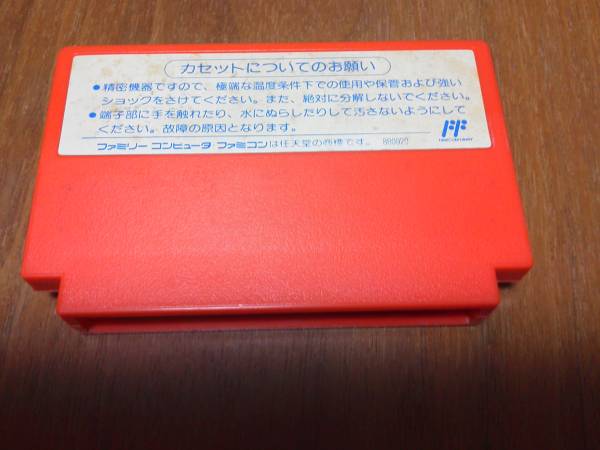 カセットについてのお願い
●精密機器ですので、極端な温度条件下での使用や保管および強い
ショックをさけてください。また、絶対に分解しないでください。
●端子部に手を触れたり、水にぬらしたりして汚さないようにして
ください。故障の原因となります。
ファミリー コンピュータ・ファミコンは任天堂の商標です。